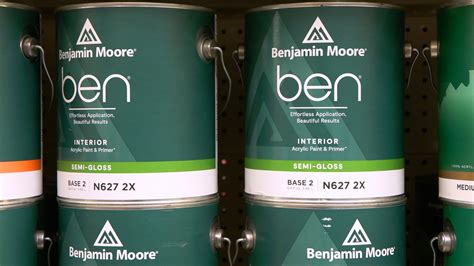 Benjamin Moore®
ben®
Effortless Application,
Beautiful Results
INTERIOR
Acrylic Paint & Primer
SEMI-GLOSS
BASE 2
N627 2X
Benjamin Moore®
ben®
Effortless Application,
Beautiful Results
INTERIOR
Acrylic Paint & Primer
SEMI-GLOSS
BASE 2
N627 2X
MEDIUM
Benjamin Moore®
Benjamin Moore®